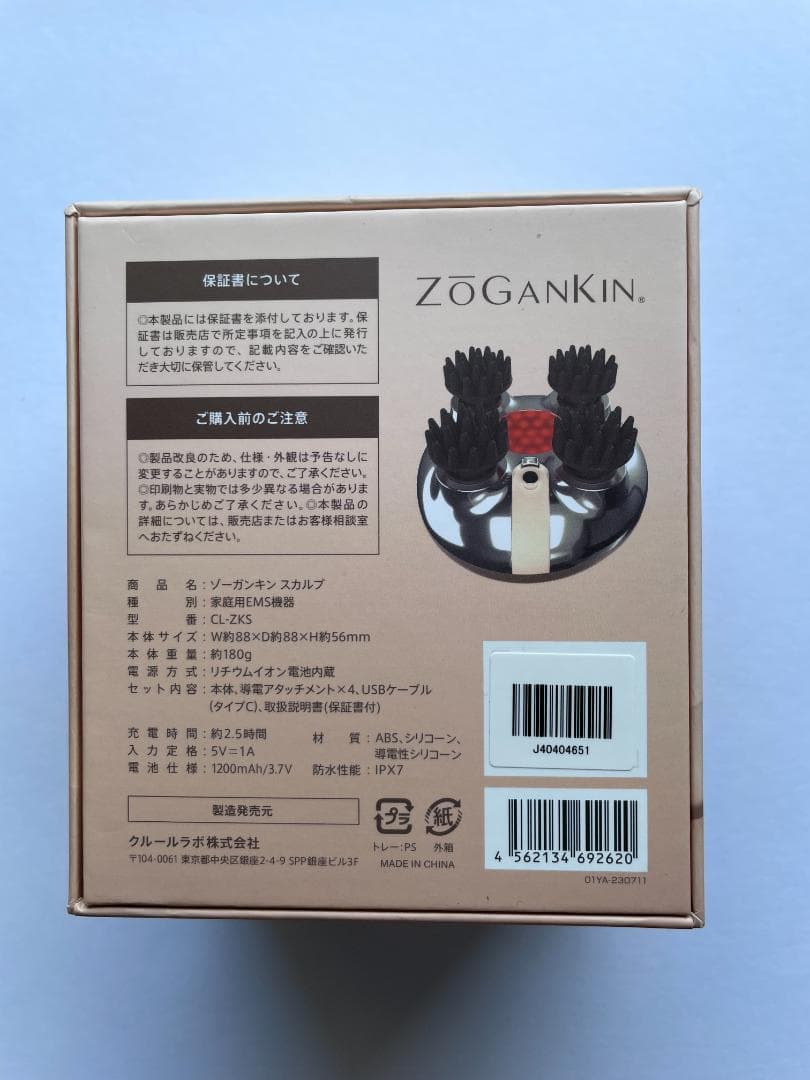 保証書について
◎本製品には保証書を添付しております。保
証書は販売店で所定事項を記入の上に発行
しておりますので、記載内容をご確認いた
だき大切に保管してください。
ご購入前のご注意
◎製品改良のため、仕様・外観は予告なしに
変更することがありますので、ご了承ください。
◎印刷物と実物では多少異なる場合がありま
す。あらかじめご了承ください。◎本製品の
詳細については、販売店またはお客様相談室
へおたずねください。
ZŌGANKIN®
商品名：ゾーガンキン スカルプ
種別：家庭用EMS機器
型番：CL-ZKS
本体サイズ：W約88×D約88×H約56mm
本体重量：約180g
電源方式：リチウムイオン電池内蔵
セット内容：本体、導電アタッチメント×4、USBケーブル
(タイプC)、取扱説明書(保証書付)
充電時間：約2.5時間
入力定格：5V＝1A
電池仕様：1200mAh/3.7V
材質：ABS、シリコーン、
導電性シリコーン
防水性能：IPX7
製造発売元
クルールラボ株式会社
〒104-0061 東京都中央区銀座2-4-9 SPP銀座ビル3F
プラ
トレー：PS
紙
外箱
MADE IN CHINA
J40404651
4 562134 692620
01YA-230711